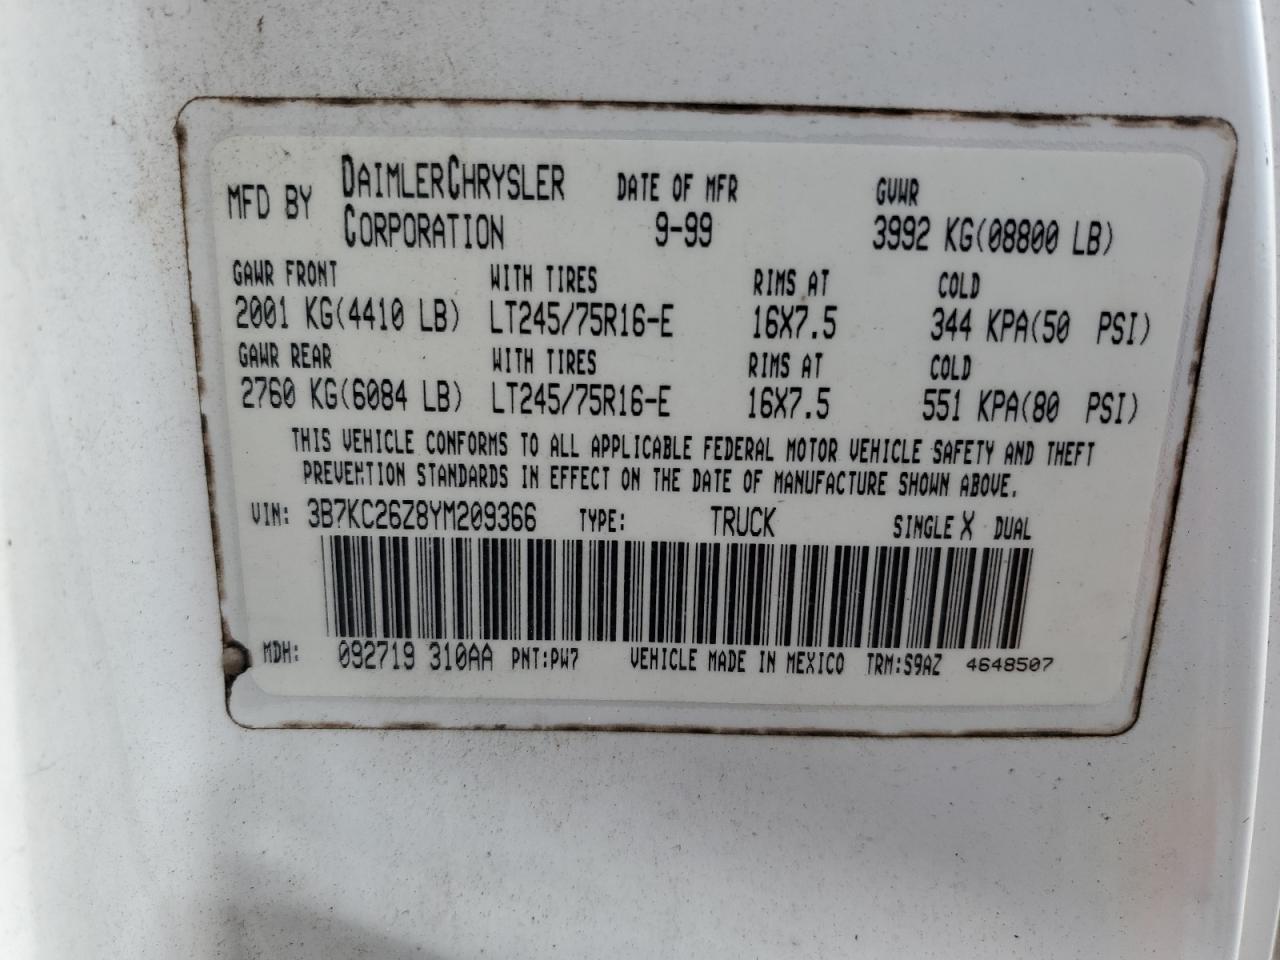 MFD BY DAIMLERCHRYSLER CORPORATION DATE OF MFR GVWR
9-99 3992 KG(08800 LB)
GAWR FRONT WITH TIRES RIMS AT COLD
2001 KG(4410 LB) LT245/75R16-E 16X7.5 344 KPA(50 PSI)
GAWR REAR WITH TIRES RIMS AT COLD
2760 KG(6084 LB) LT245/75R16-E 16X7.5 551 KPA(80 PSI)
THIS VEHICLE CONFORMS TO ALL APPLICABLE FEDERAL MOTOR VEHICLE SAFETY AND THEFT
PREVENTION STANDARDS IN EFFECT ON THE DATE OF MANUFACTURE SHOWN ABOVE.
VIN: 3B7KC26Z8YM209366 TYPE: TRUCK SINGLE X DUAL
MDH: 092719 310AA PNT:PW7 VEHICLE MADE IN MEXICO TRM:S9AZ 4648507